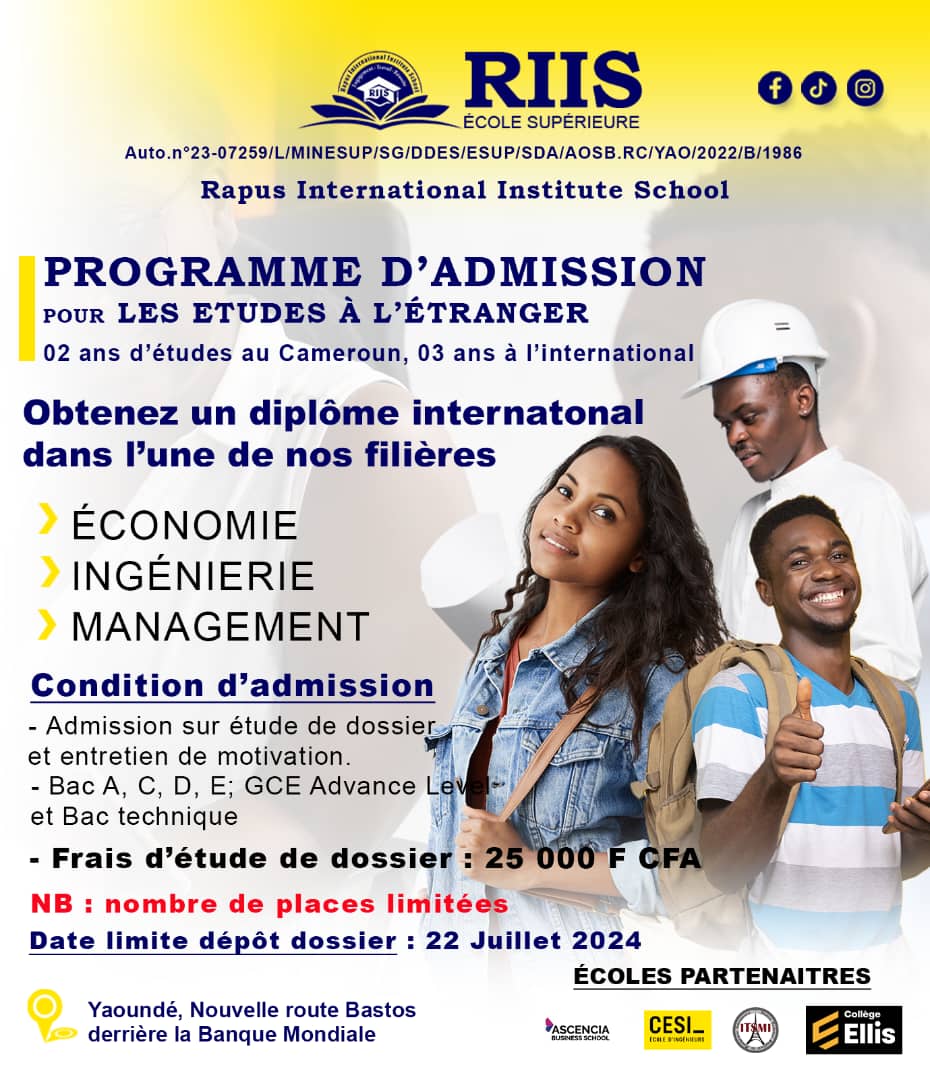 RIIS
RIIS
ÉCOLE SUPÉRIEURE
Auto.n°23-07259/L/MINESUP/SG/DDES/ESUP/SDA/AOSB.RC/YAO/2022/B/1986
Rapus International Institute School
PROGRAMME D’ADMISSION
POUR LES ETUDES À L’ÉTRANGER
02 ans d’études au Cameroun, 03 ans à l’international
Obtenez un diplôme internatonal
dans l’une de nos filières
ÉCONOMIE
INGÉNIERIE
MANAGEMENT
Condition d’admission
- Admission sur étude de dossier
et entretien de motivation.
- Bac A, C, D, E; GCE Advance Level
et Bac technique
- Frais d’étude de dossier : 25 000 F CFA
NB : nombre de places limitées
Date limite dépôt dossier : 22 Juillet 2024
ÉCOLES PARTENAITRES
Yaoundé, Nouvelle route Bastos
derrière la Banque Mondiale
ASCENCIA
BUSINESS SCHOOL
CESI_
ÉCOLE D'INGÉNIEURS
ITSMI
Collège
Ellis